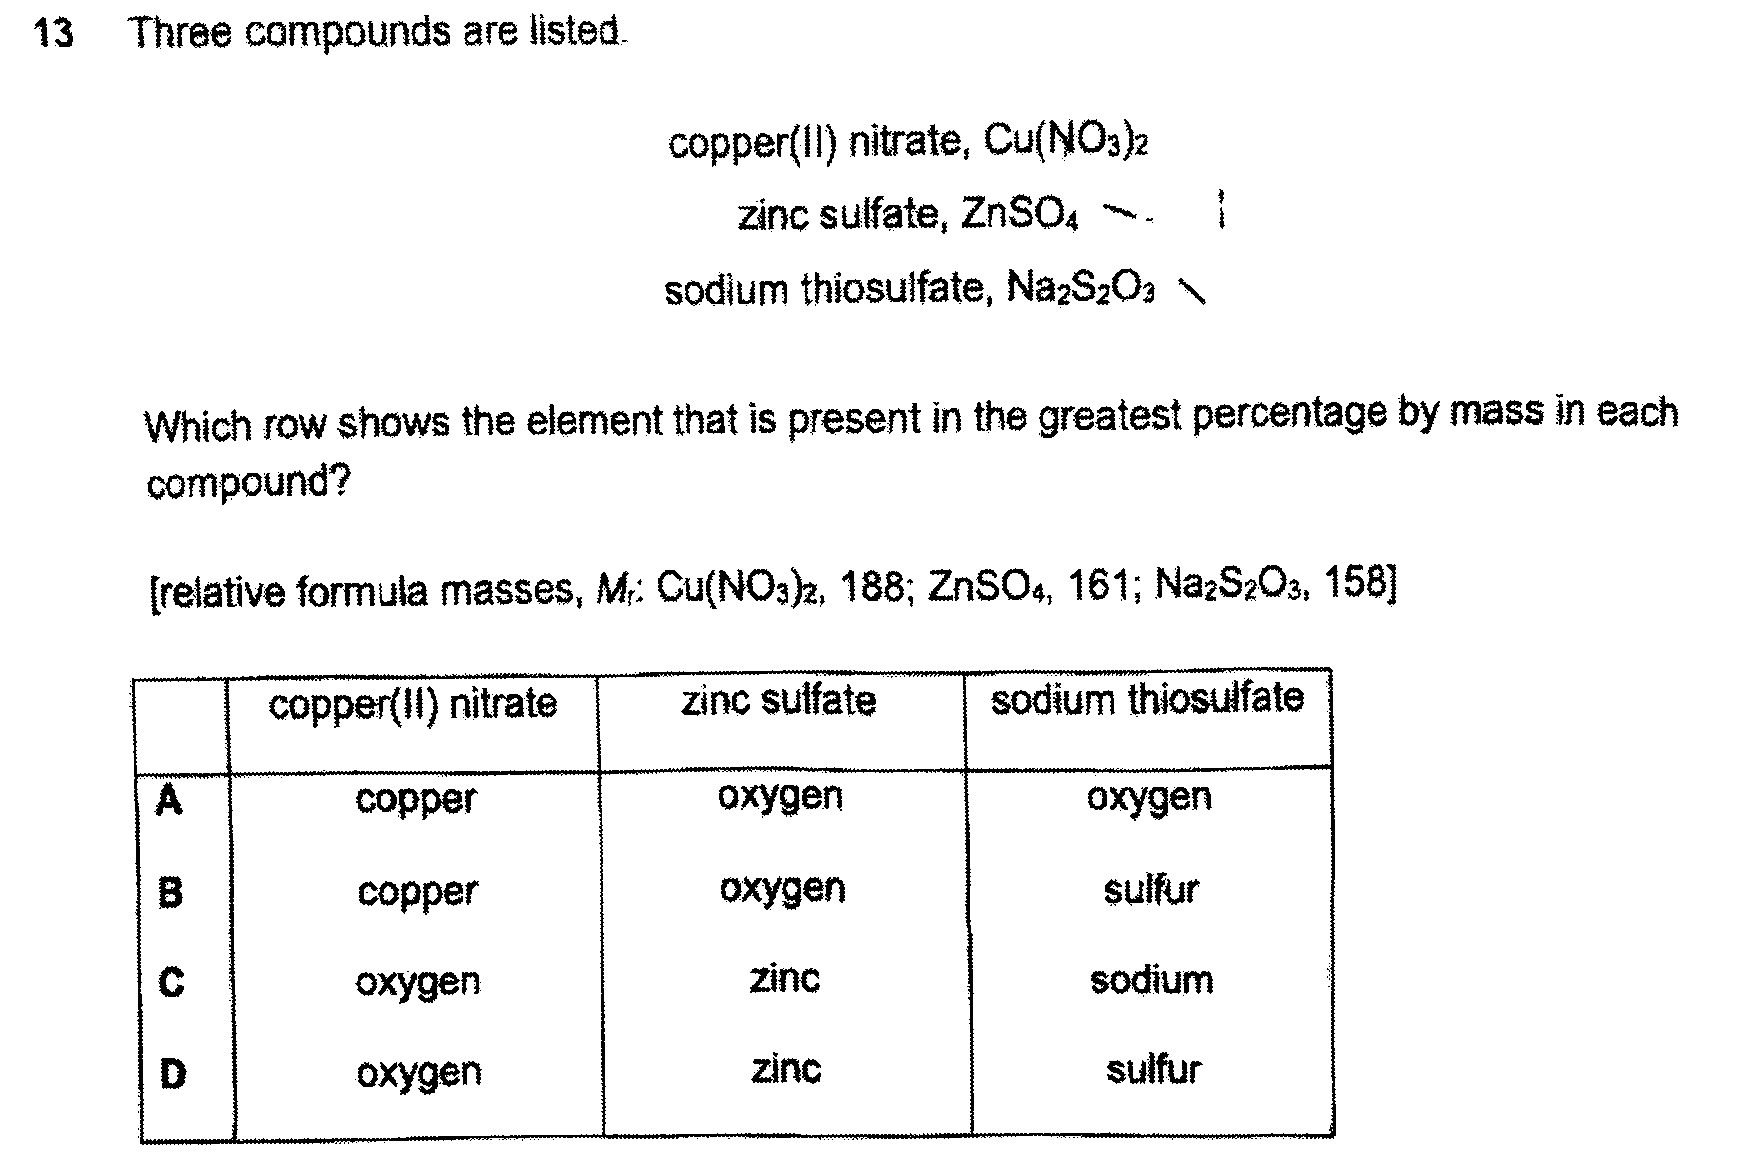 13 Three compounds are listed.
copper(II) nitrate, Cu(NO₃)₂
zinc sulfate, ZnSO₄
sodium thiosulfate, Na₂S₂O₃
Which row shows the element that is present in the greatest percentage by mass in each
compound?
[relative formula masses, Mᵣ: Cu(NO₃)₂, 188; ZnSO₄, 161; Na₂S₂O₃, 158]
copper(II) nitrate zinc sulfate sodium thiosulfate
A copper oxygen oxygen
B copper oxygen sulfur
C oxygen zinc sodium
D oxygen zinc sulfur